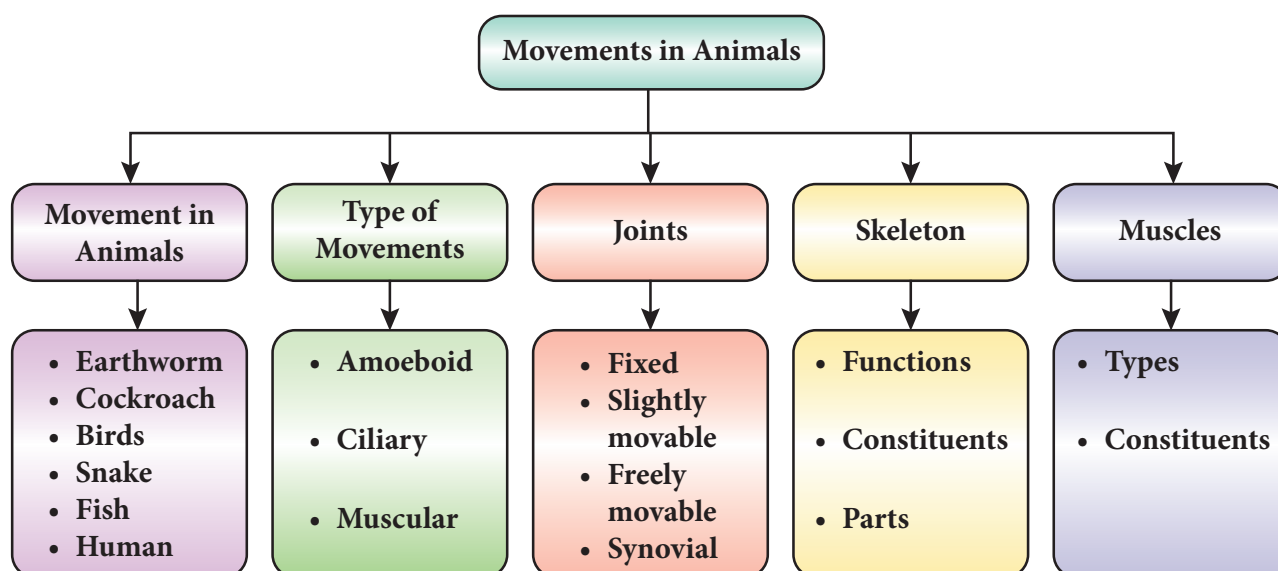 Movements in Animals
Movement in
Animals
Type of
Movements
Joints
Skeleton
Muscles
• Earthworm
• Cockroach
• Birds
• Snake
• Fish
• Human
• Amoeboid
• Ciliary
• Muscular
• Fixed
• Slightly
movable
• Freely
movable
• Synovial
• Functions
• Constituents
• Parts
• Types
• Constituents